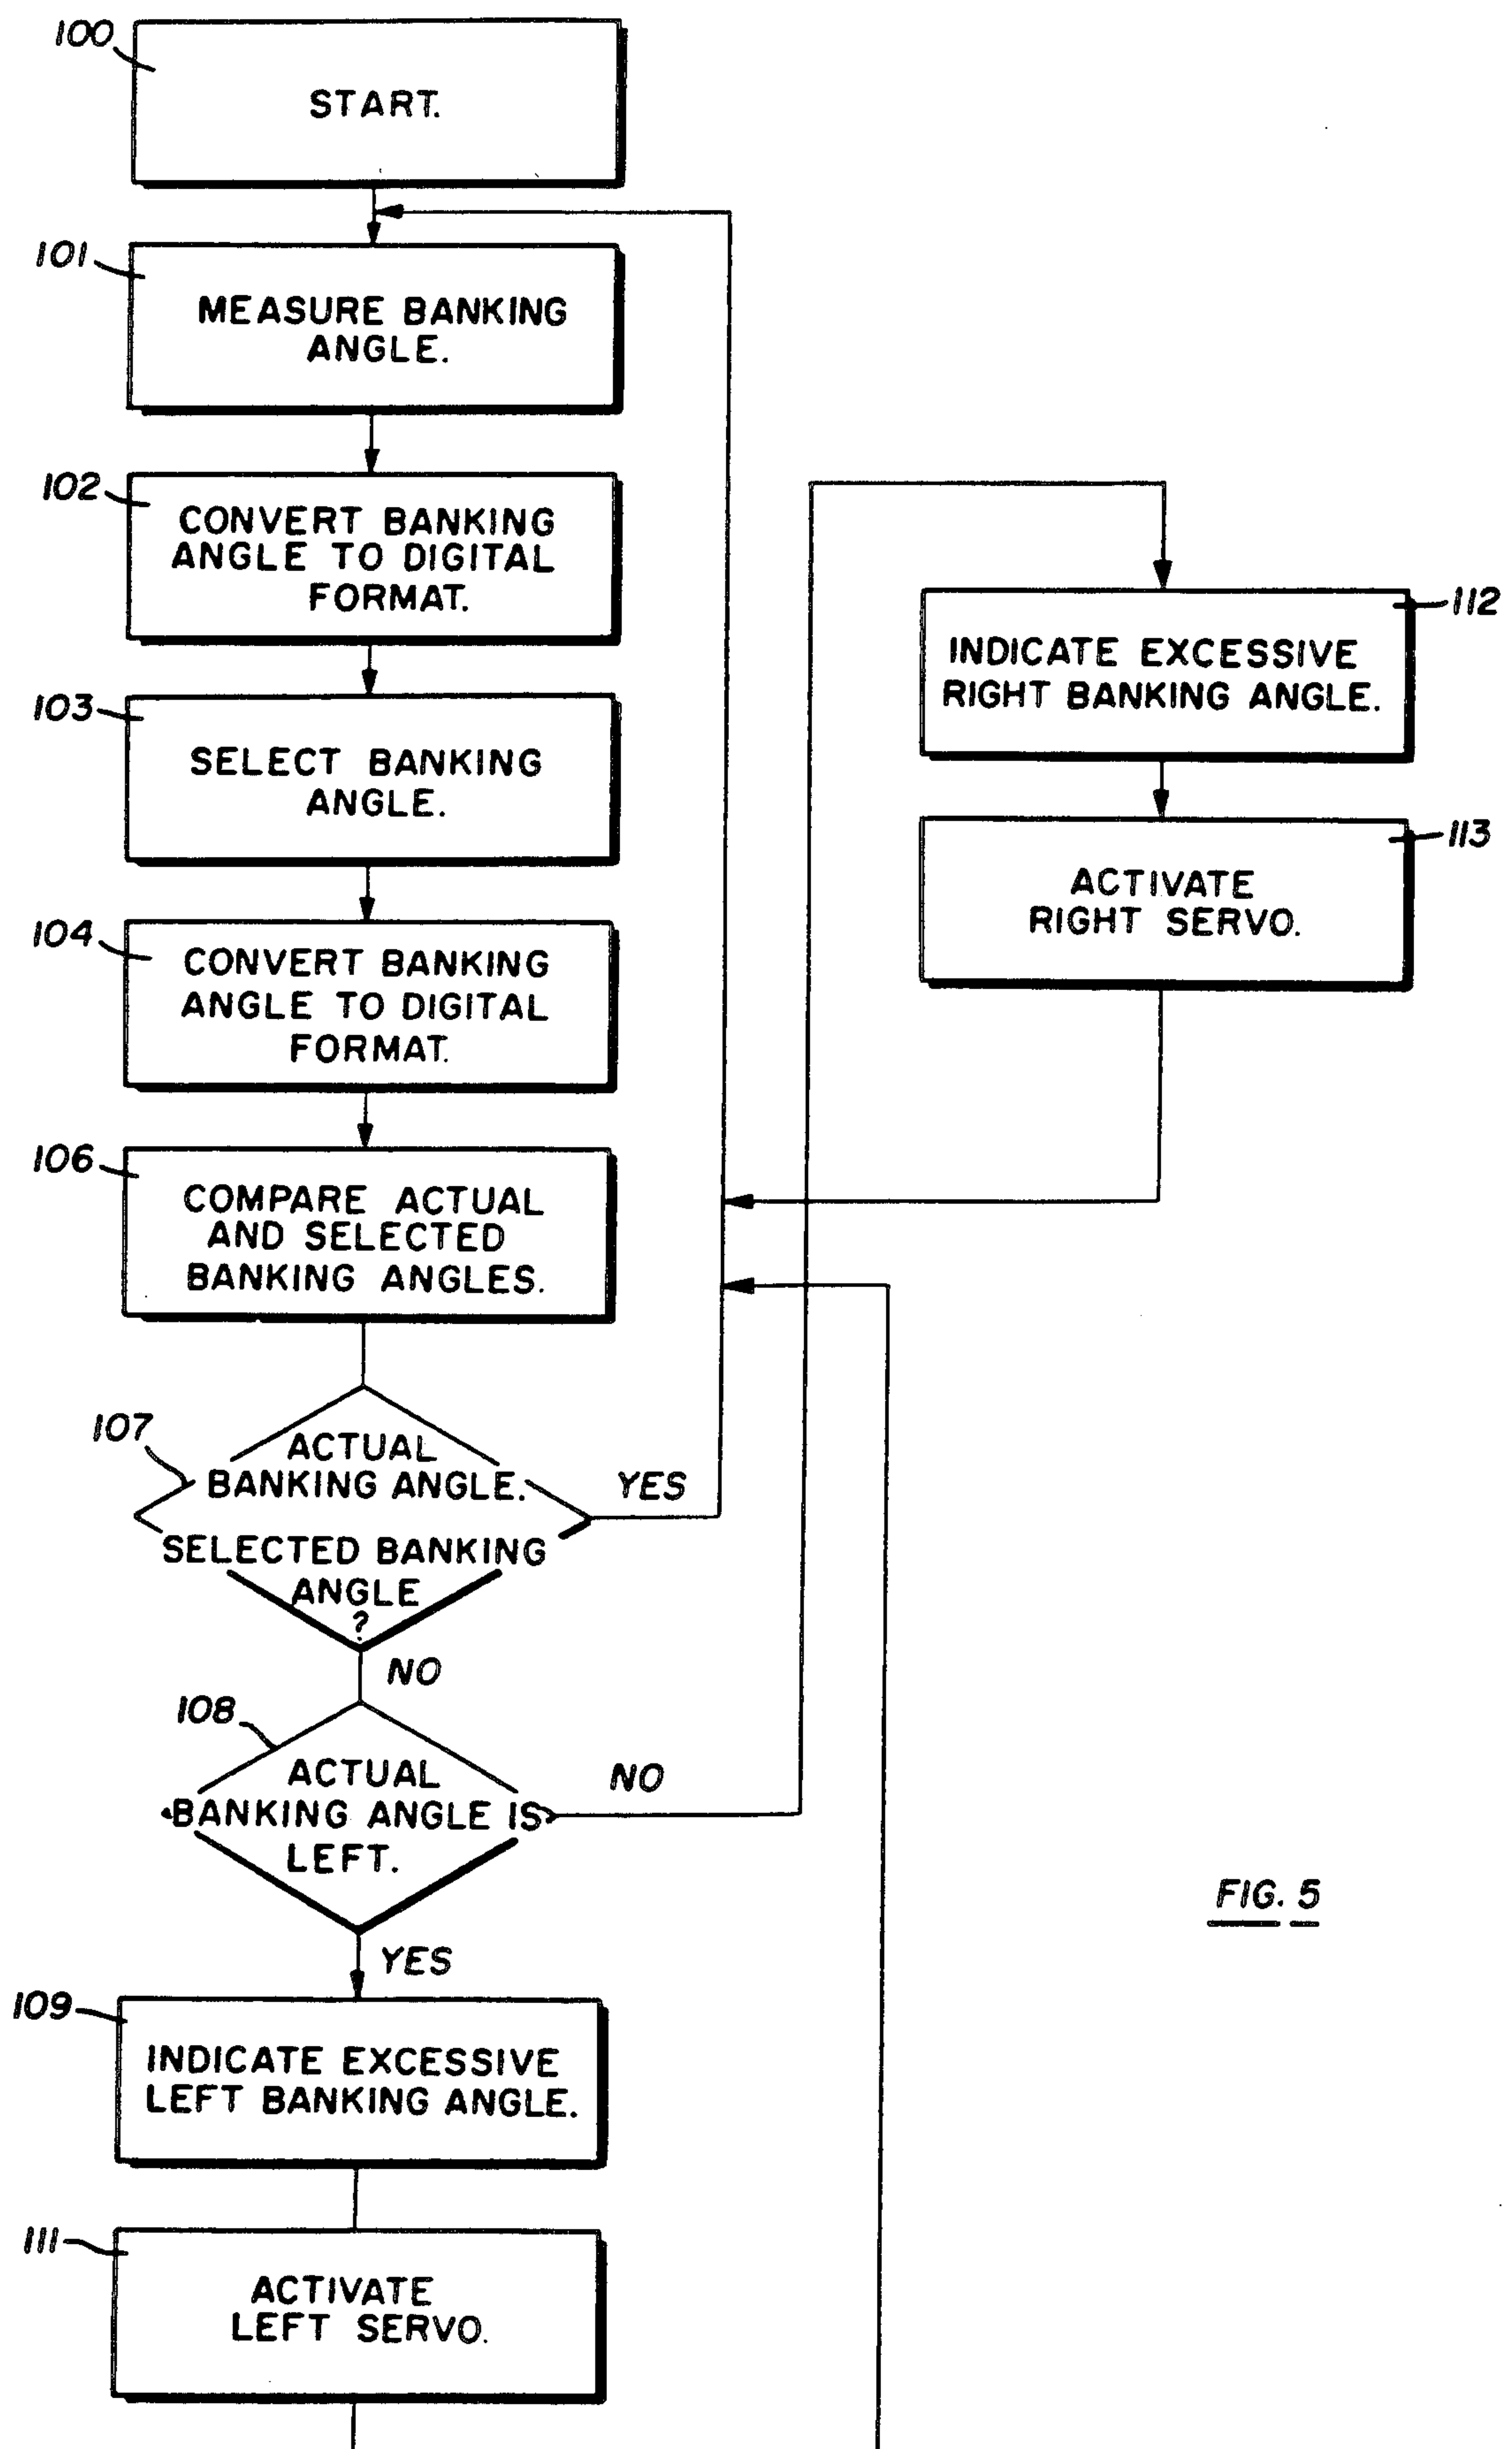 100
START.
101
MEASURE BANKING
ANGLE.
102
CONVERT BANKING
ANGLE TO DIGITAL
FORMAT.
103
SELECT BANKING
ANGLE.
104
CONVERT BANKING
ANGLE TO DIGITAL
FORMAT.
106
COMPARE ACTUAL
AND SELECTED
BANKING ANGLES.
107
ACTUAL
BANKING ANGLE.
SELECTED BANKING
ANGLE
?
YES
NO
108
ACTUAL
BANKING ANGLE IS
LEFT.
NO
YES
109
INDICATE EXCESSIVE
LEFT BANKING ANGLE.
111
ACTIVATE
LEFT SERVO.
112
INDICATE EXCESSIVE
RIGHT BANKING ANGLE.
113
ACTIVATE
RIGHT SERVO.
FIG. 5